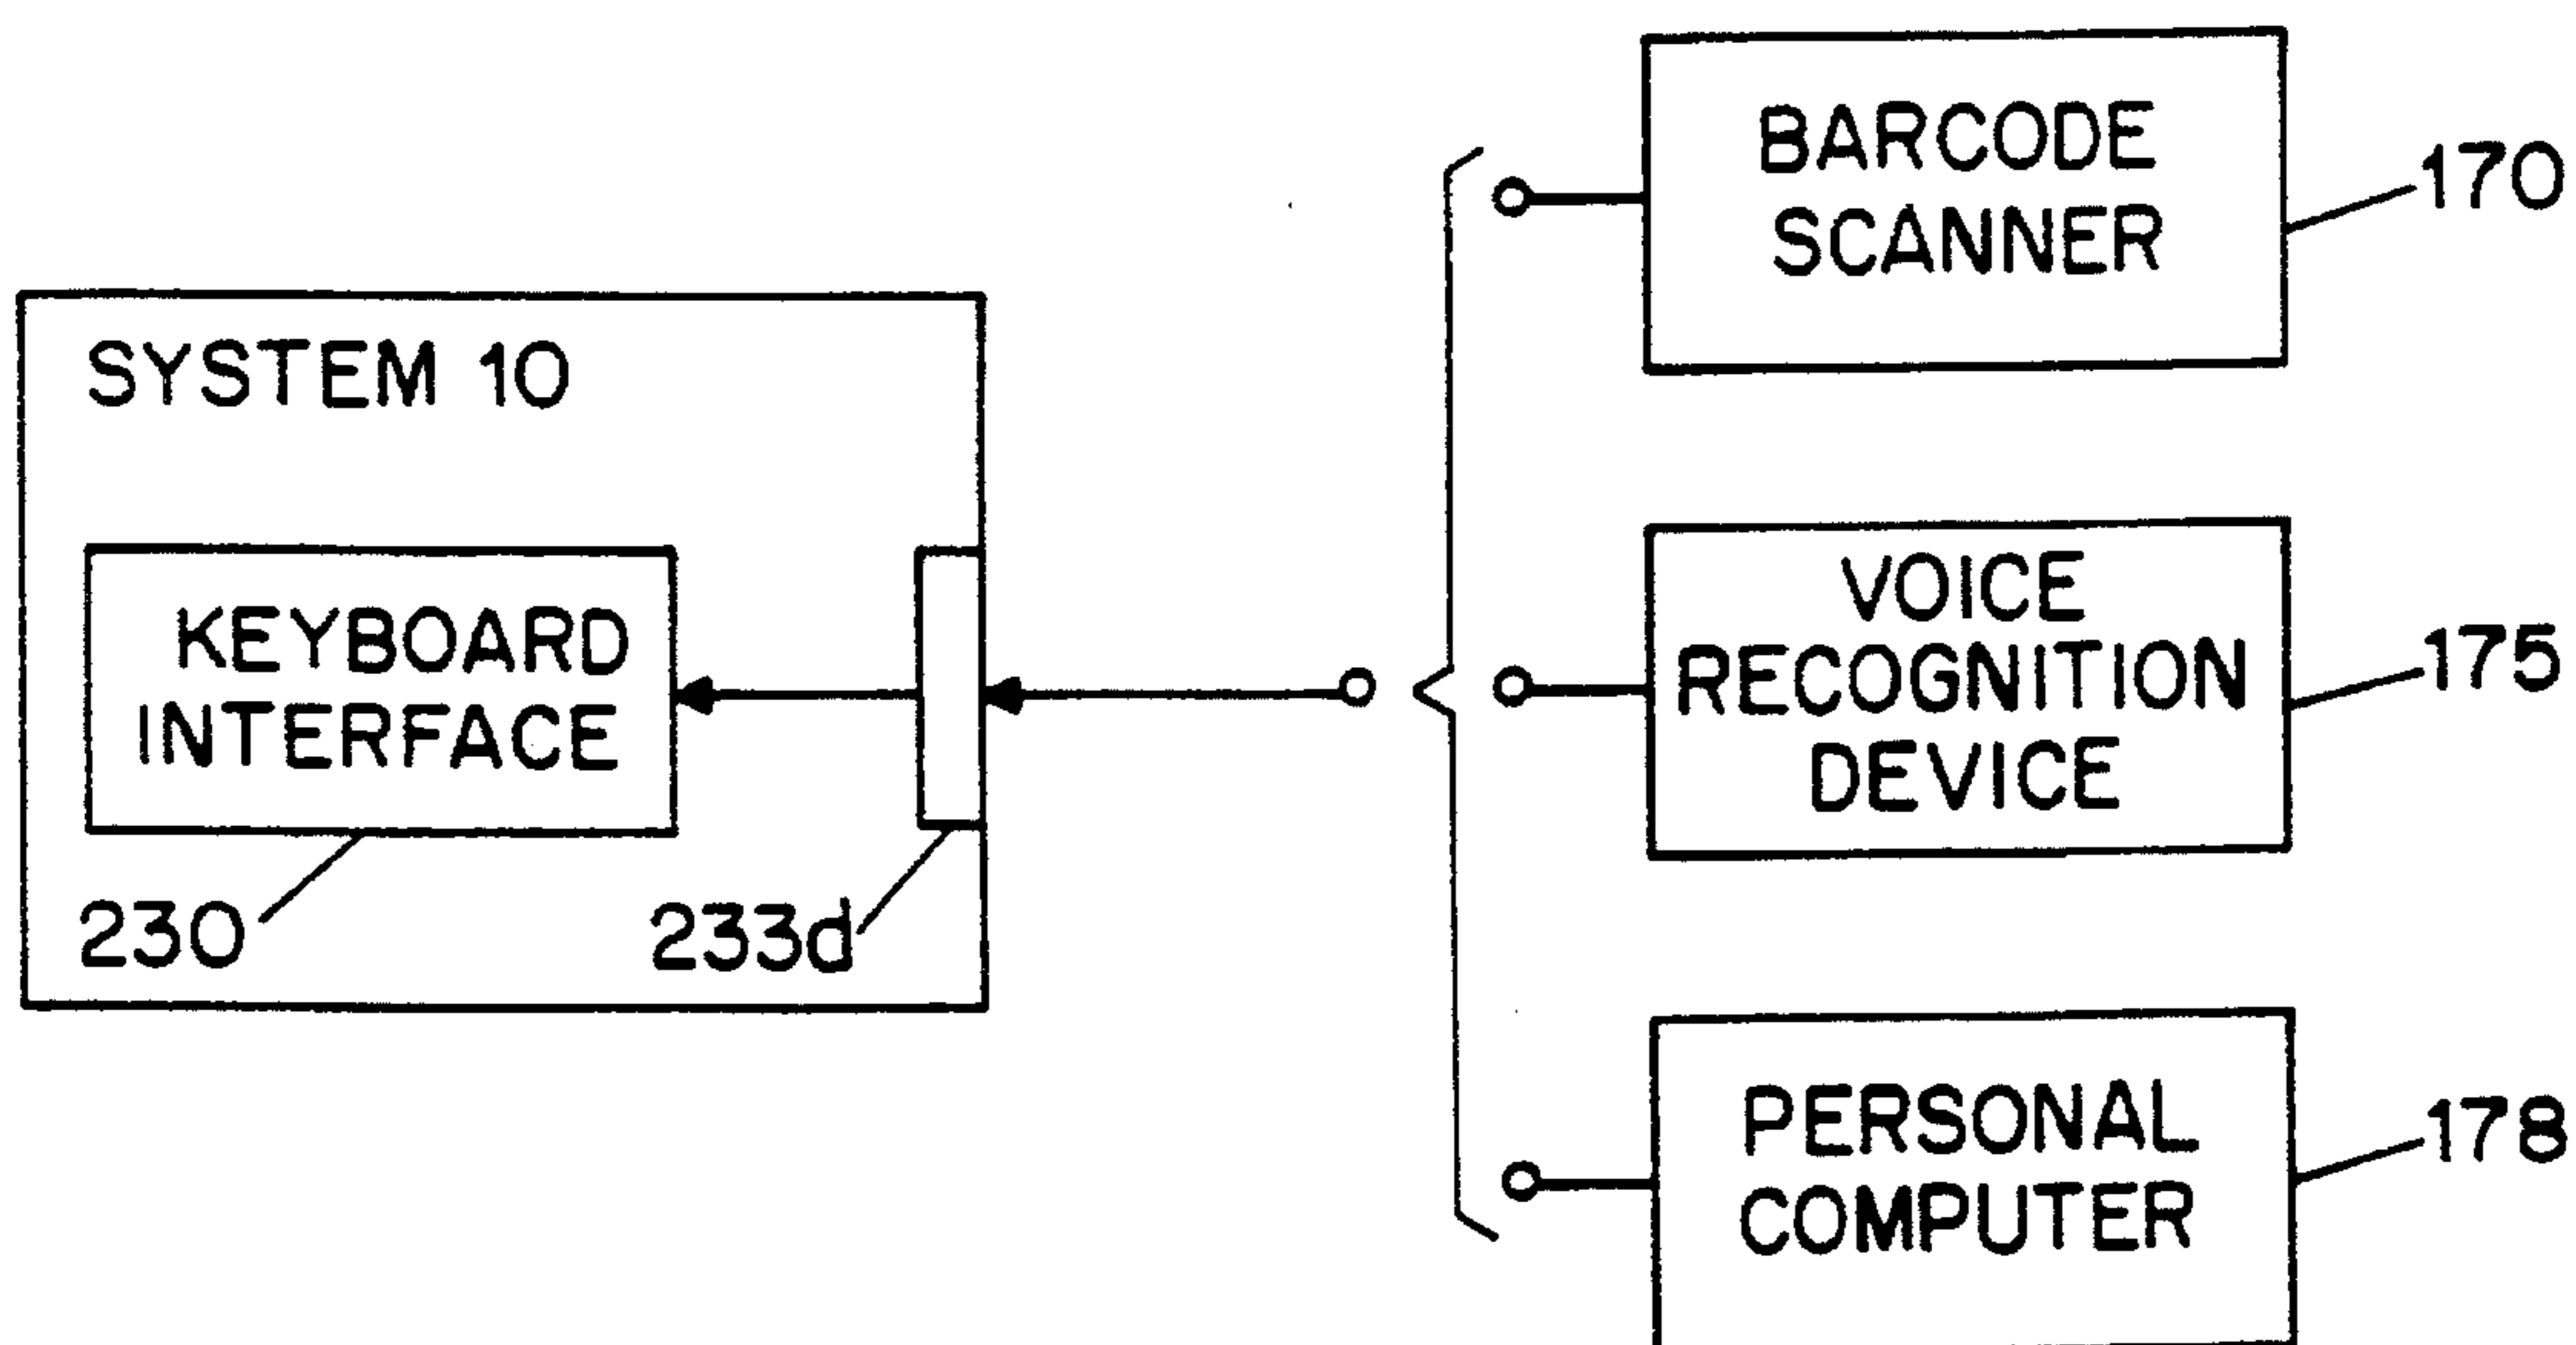 SYSTEM 10
KEYBOARD
INTERFACE
230
233d
BARCODE
SCANNER
170
VOICE
RECOGNITION
DEVICE
175
PERSONAL
COMPUTER
178